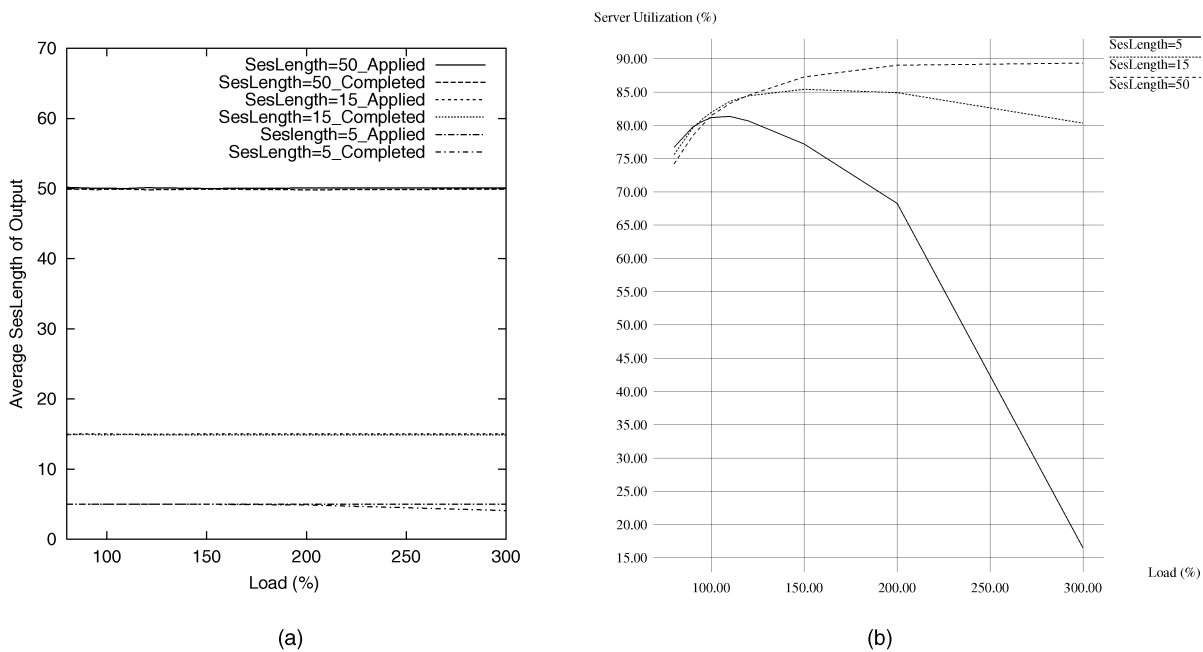 70
60
50
40
30
20
10
0
Average SesLength of Output
SesLength=50_Applied
SesLength=50_Completed
SesLength=15_Applied
SesLength=15_Completed
Seslength=5_Applied
SesLength=5_Completed
100 150 200 250 300
Load (%)
(a)
Server Utilization (%)
SesLength=5
SesLength=15
SesLength=50
90.00
85.00
80.00
75.00
70.00
65.00
60.00
55.00
50.00
45.00
40.00
35.00
30.00
25.00
20.00
15.00
Load (%)
100.00 150.00 200.00 250.00 300.00
(b)